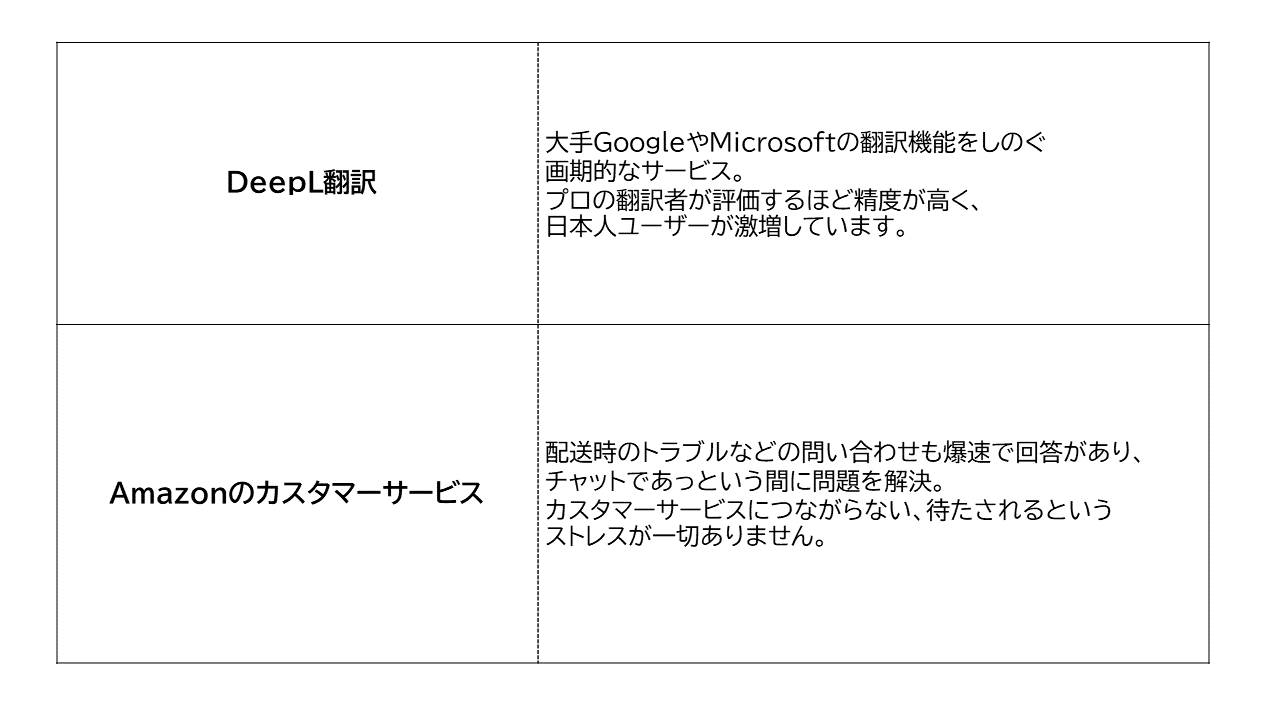 DeepL翻訳
大手GoogleやMicrosoftの翻訳機能をしのぐ
画期的なサービス。
プロの翻訳者が評価するほど精度が高く、
日本人ユーザーが激増しています。
Amazonのカスタマーサービス
配送時のトラブルなどの問い合わせも爆速で回答があり、
チャットであっという間に問題を解決。
カスタマーサービスにつながらない、待たされるという
ストレスが一切ありません。